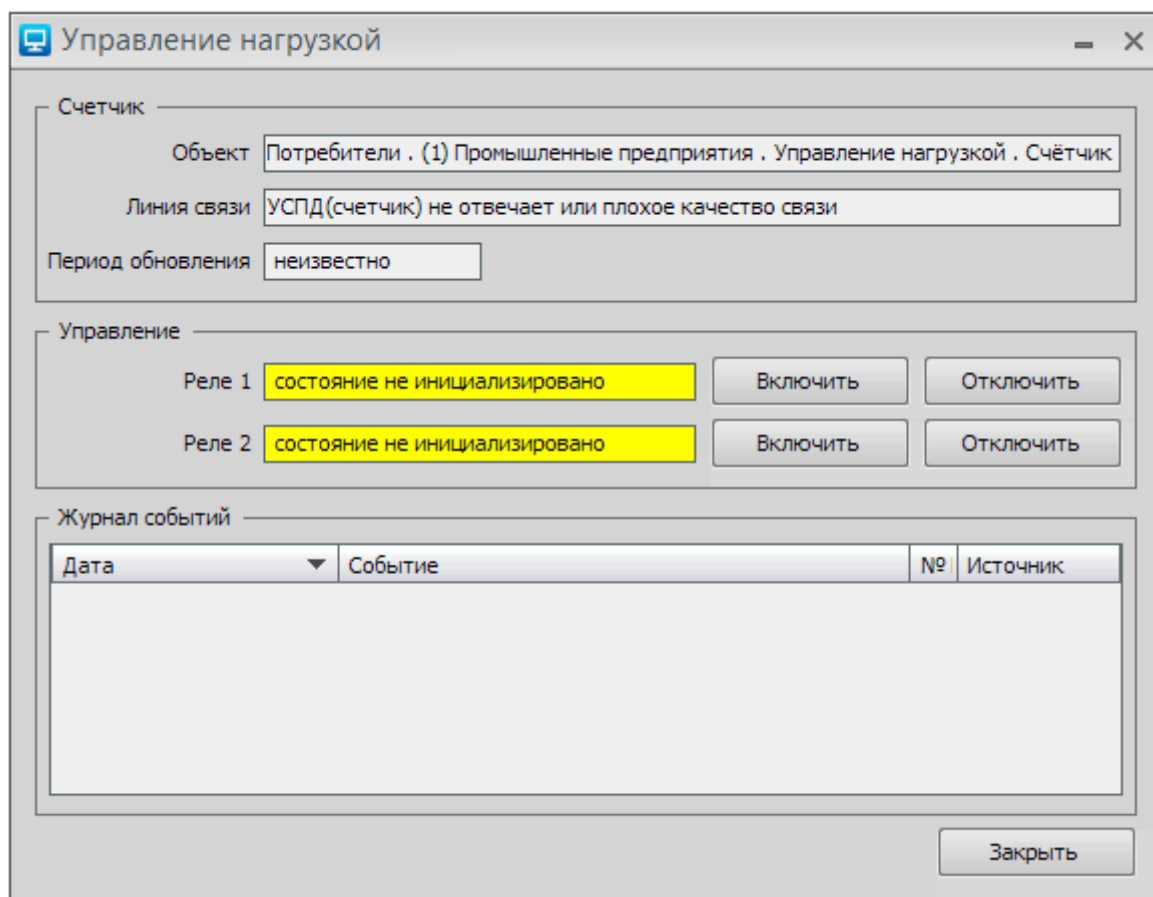 Управление нагрузкой
Счетчик
Объект Потребители . (1) Промышленные предприятия . Управление нагрузкой . Счётчик
Линия связи УСПД(счетчик) не отвечает или плохое качество связи
Период обновления неизвестно
Управление
Реле 1 состояние не инициализировано Включить Отключить
Реле 2 состояние не инициализировано Включить Отключить
Журнал событий
Дата Событие № Источник
Закрыть